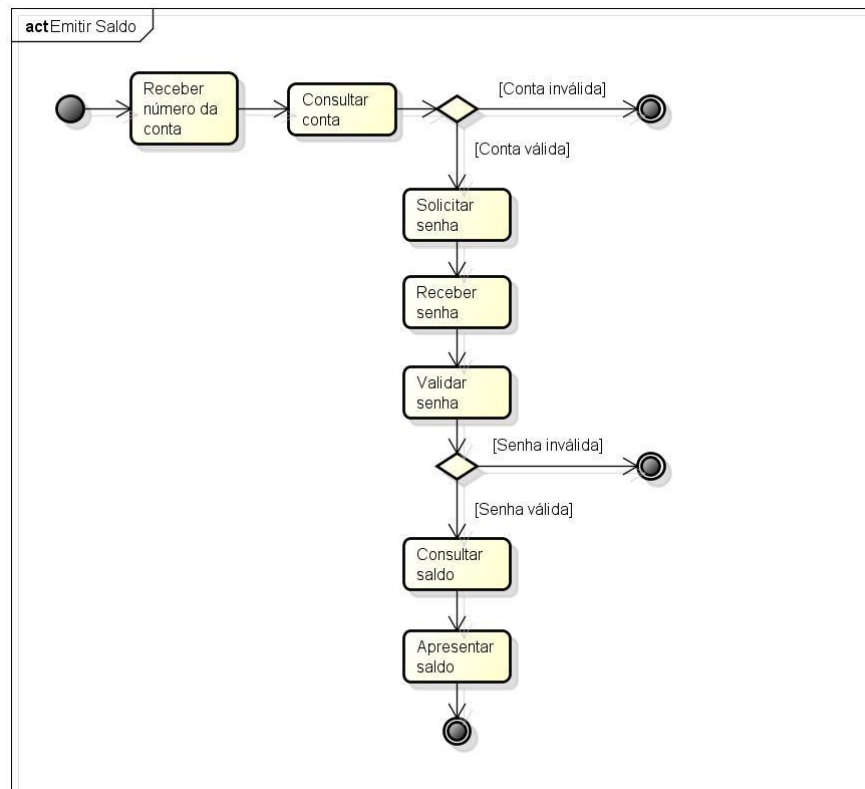 act Emitir Saldo
Receber
número da
conta
Consultar
conta
[Conta inválida]
[Conta válida]
Solicitar
senha
Receber
senha
Validar
senha
[Senha inválida]
[Senha válida]
Consultar
saldo
Apresentar
saldo